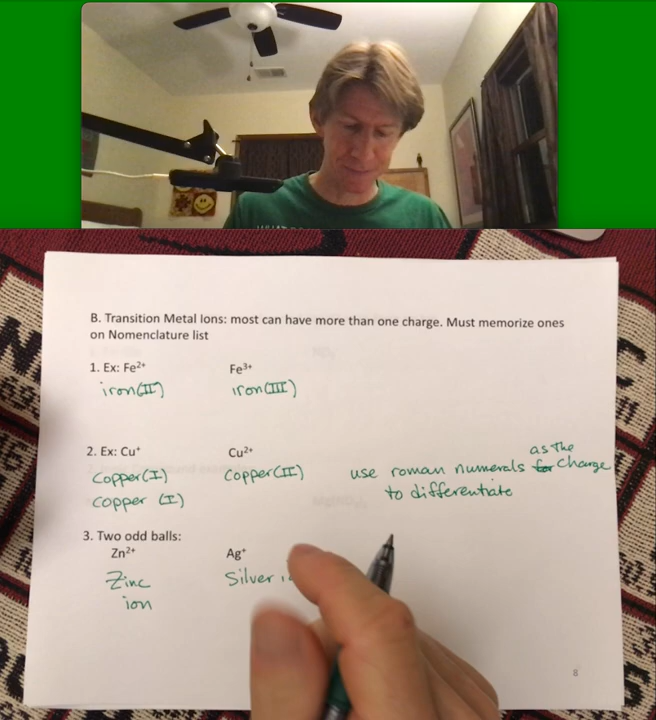 B. Transition Metal Ions: most can have more than one charge. Must memorize ones
on Nomenclature list
1. Ex: Fe²⁺ Fe³⁺
iron(II) iron(III)
2. Ex: Cu⁺ Cu²⁺
as the
Copper(I) Copper(II) use roman numerals for charge
copper (I) to differentiate
3. Two odd balls:
Zn²⁺ Ag⁺
Zinc Silver
ion
8